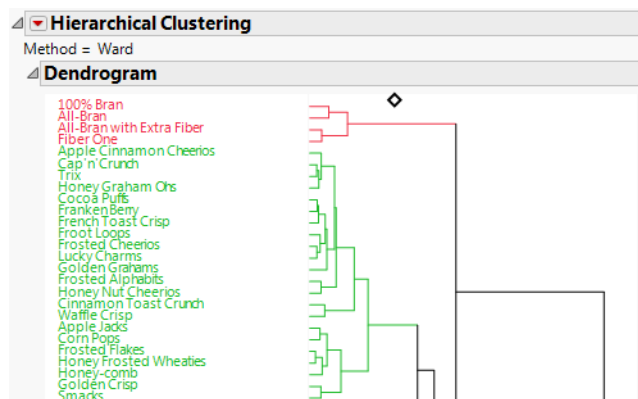 Hierarchical Clustering
Method = Ward
Dendrogram
100% Bran
All-Bran
All-Bran with Extra Fiber
Fiber One
Apple Cinnamon Cheerios
Cap'n'Crunch
Trix
Honey Graham Ohs
Cocoa Puffs
FrankenBerry
French Toast Crisp
Froot Loops
Frosted Cheerios
Lucky Charms
Golden Grahams
Frosted Alphabits
Honey Nut Cheerios
Cinnamon Toast Crunch
Waffle Crisp
Apple Jacks
Corn Pops
Frosted Flakes
Honey Frosted Wheaties
Honey-comb
Golden Crisp
Smacks